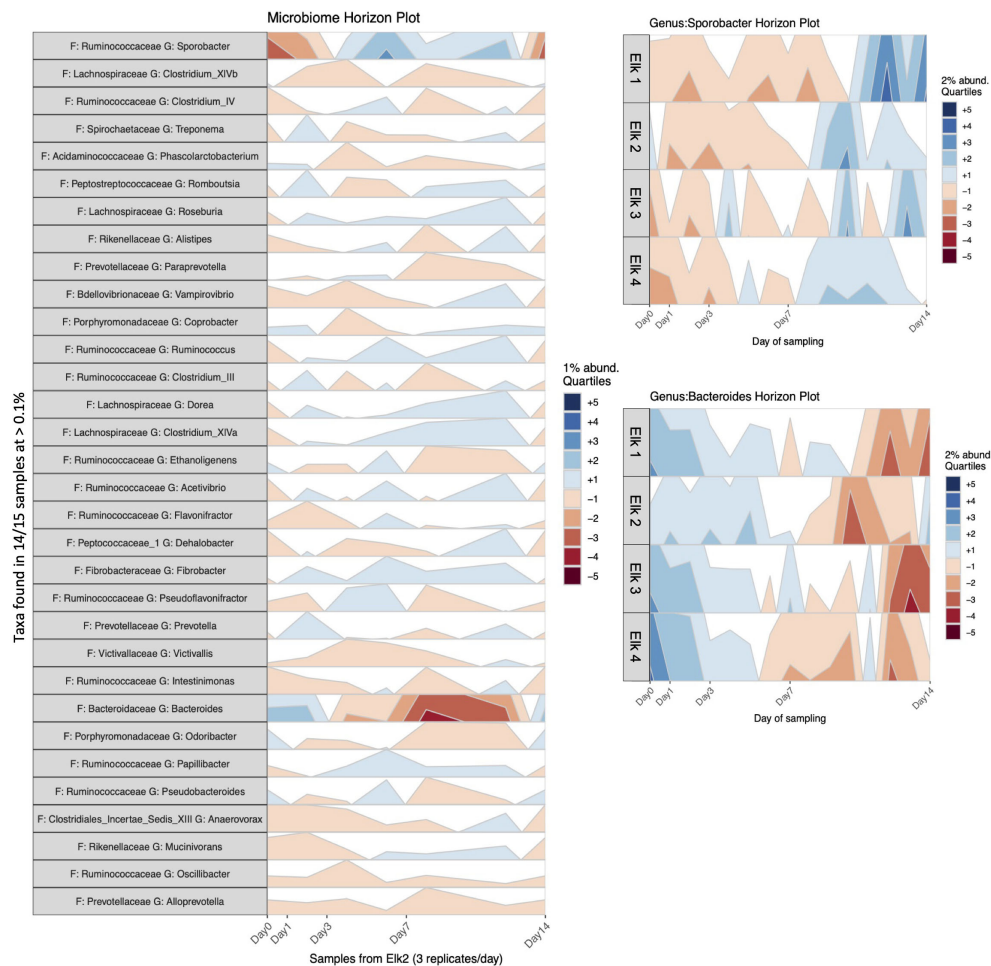 Microbiome Horizon Plot
Taxa found in 14/15 samples at > 0.1%
F: Ruminococcaceae G: Sporobacter
F: Lachnospiraceae G: Clostridium_XIVb
F: Ruminococcaceae G: Clostridium_IV
F: Spirochaetaceae G: Treponema
F: Acidaminococcaceae G: Phascolarctobacterium
F: Peptostreptococcaceae G: Romboutsia
F: Lachnospiraceae G: Roseburia
F: Rikenellaceae G: Alistipes
F: Prevotellaceae G: Paraprevotella
F: Bdellovibrionaceae G: Vampirovibrio
F: Porphyromonadaceae G: Coprobacter
F: Ruminococcaceae G: Ruminococcus
F: Ruminococcaceae G: Clostridium_III
F: Lachnospiraceae G: Dorea
F: Lachnospiraceae G: Clostridium_XIVa
F: Ruminococcaceae G: Ethanoligenens
F: Ruminococcaceae G: Acetivibrio
F: Ruminococcaceae G: Flavonifractor
F: Peptococcaceae_1 G: Dehalobacter
F: Fibrobacteraceae G: Fibrobacter
F: Ruminococcaceae G: Pseudoflavonifractor
F: Prevotellaceae G: Prevotella
F: Victivallaceae G: Victivallis
F: Ruminococcaceae G: Intestinimonas
F: Bacteroidaceae G: Bacteroides
F: Porphyromonadaceae G: Odoribacter
F: Ruminococcaceae G: Papillibacter
F: Ruminococcaceae G: Pseudobacteroides
F: Clostridiales_Incertae_Sedis_XIII G: Anaerovorax
F: Rikenellaceae G: Mucinivorans
F: Ruminococcaceae G: Oscillibacter
F: Prevotellaceae G: Alloprevotella
Day0
Day1
Day3
Day7
Day14
Samples from Elk2 (3 replicates/day)
1% abund.
Quartiles
+5
+4
+3
+2
+1
−1
−2
−3
−4
−5
Genus:Sporobacter Horizon Plot
Elk 1
Elk 2
Elk 3
Elk 4
Day0
Day1
Day3
Day7
Day14
Day of sampling
2% abund.
Quartiles
+5
+4
+3
+2
+1
−1
−2
−3
−4
−5
Genus:Bacteroides Horizon Plot
Elk 1
Elk 2
Elk 3
Elk 4
Day0
Day1
Day3
Day7
Day14
Day of sampling
2% abund
Quartiles
+5
+4
+3
+2
+1
−1
−2
−3
−4
−5